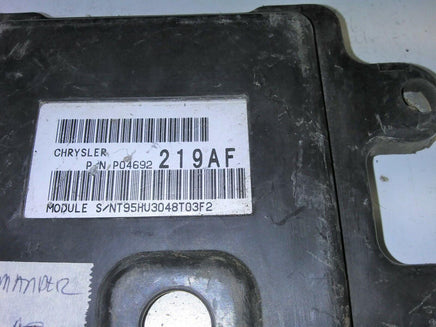 CHRYSLER
P/N P04692 219AF
MODULE S/NT95HU3048T03F2